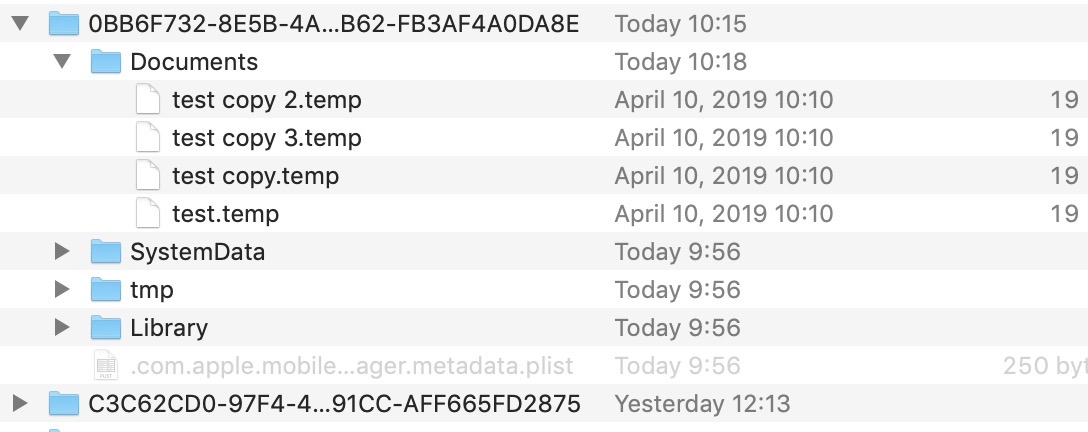 0BB6F732-8E5B-4A...B62-FB3AF4A0DA8E Today 10:15
Documents Today 10:18
test copy 2.temp April 10, 2019 10:10 19
test copy 3.temp April 10, 2019 10:10 19
test copy.temp April 10, 2019 10:10 19
test.temp April 10, 2019 10:10 19
SystemData Today 9:56
tmp Today 9:56
Library Today 9:56
.com.apple.mobile...ager.metadata.plist Today 9:56 250 byt
C3C62CD0-97F4-4...91CC-AFF665FD2875 Yesterday 12:13